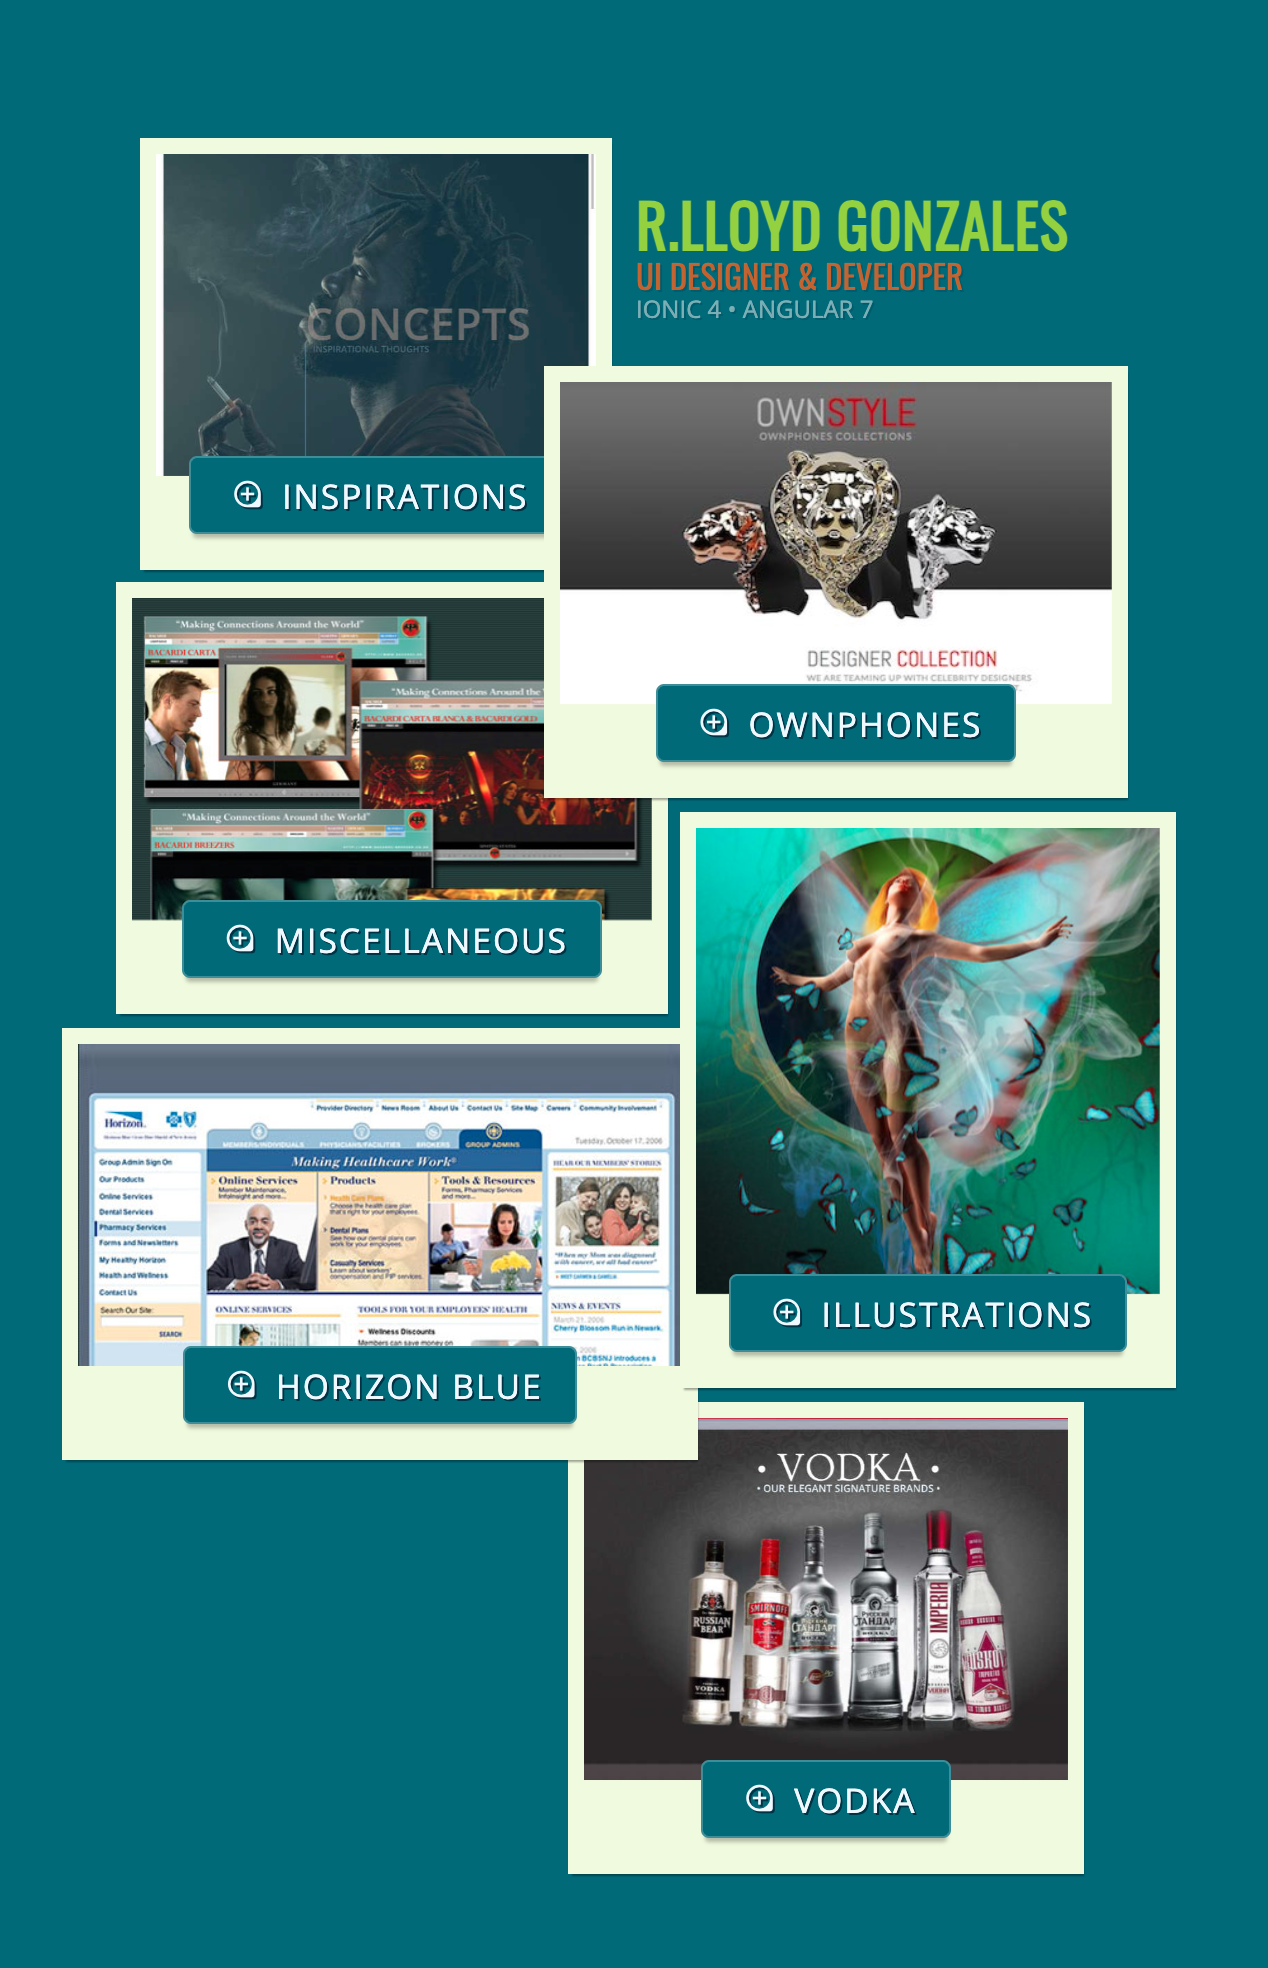 R.LLOYD GONZALES
UI DESIGNER & DEVELOPER
IONIC 4 • ANGULAR 7
CONCEPTS
INSPIRATIONAL THOUGHTS
INSPIRATIONS
OWNSTYLE
OWNPHONES COLLECTIONS
DESIGNER COLLECTION
WE ARE TEAMING UP WITH CELEBRITY DESIGNERS
OWNPHONES
"Making Connections Around the World"
BACARDI CARTA
"Making Connections Around the
BACARDI CARTA BLANCA & BACARDI GOLD
GERMANY
"Making Connections Around the World"
BACARDI BREEZERS
MISCELLANEOUS
ILLUSTRATIONS
Provider Directory News Room About Us Contact Us Site Map Careers Community Involvement
Horizon.
MEMBERS/INDIVIDUALS PHYSICIANS/FACILITIES BROKERS GROUP ADMINS
Tuesday, October 17, 2006
Making Healthcare Work®
Group Admin Sign On
Our Products
Online Services
Dental Services
Pharmacy Services
Forms and Newsletters
My Healthy Horizon
Health and Wellness
Contact Us
Search Our Site:
SEARCH
Online Services
Member Maintenance,
Infolnsight and more...
Products
Health Care Plans
Choose the health care plan
that's right for your employees.
Dental Plans
See how our dental plans can
work for your employees.
Casualty Services
Learn about workers'
compensation and PIP services.
Tools & Resources
Forms, Pharmacy Services
and more...
HEAR OUR MEMBERS' STORIES
"When my Mom was diagnosed
with cancer, we all had cancer"
MEET CARMEN & DANIELLA
ONLINE SERVICES
TOOLS FOR YOUR EMPLOYEES' HEALTH
Wellness Discounts
Members can save money on
NEWS & EVENTS
March 21, 2006
Cherry Blossom Run in Newark.
2006
BCBSNJ introduces a
HORIZON BLUE
• VODKA •
• OUR ELEGANT SIGNATURE BRANDS •
RUSSIAN
BEAR
VODKA
SMIRNOFF
СТАНДАРТ
РУССКИЙ
СТАНДАРТ
IMPERIA
VODKA